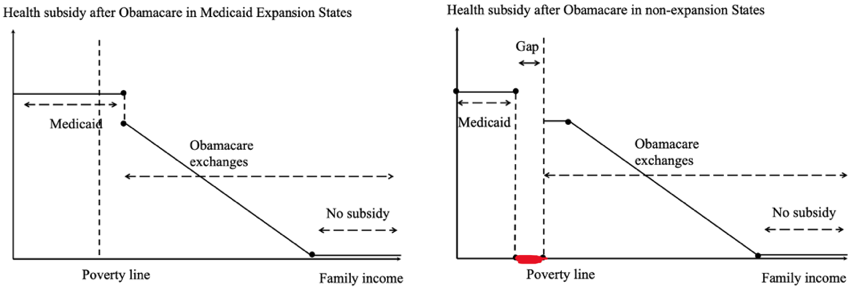 Health subsidy after Obamacare in Medicaid Expansion States
Medicaid
Obamacare
exchanges
No subsidy
Poverty line
Family income
Health subsidy after Obamacare in non-expansion States
Gap
Medicaid
Obamacare
exchanges
No subsidy
Poverty line
Family income